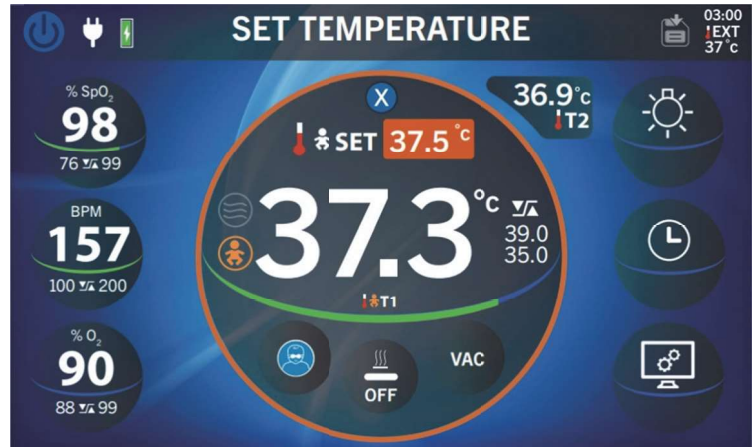 SET TEMPERATURE
03:00
EXT
37 °C
% SpO₂
98
76 99
BPM
157
100 200
% O₂
90
88 99
X
SET 37.5 °C
37.3 °C
39.0
35.0
T1
OFF
VAC
36.9 °C
T2